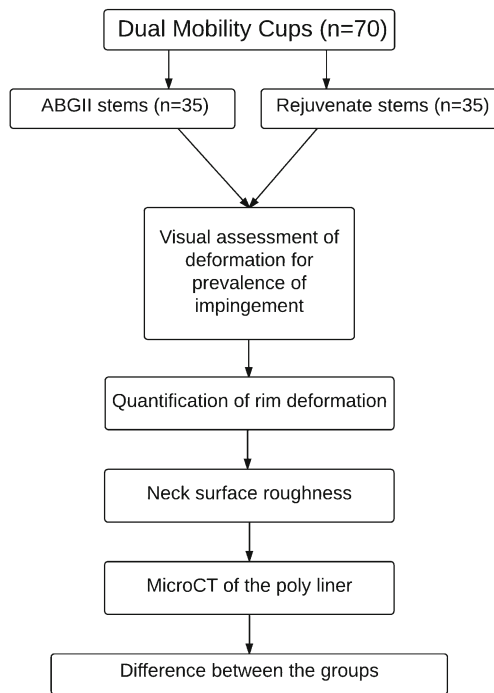 Dual Mobility Cups (n=70)
ABGII stems (n=35)
Rejuvenate stems (n=35)
Visual assessment of
deformation for
prevalence of
impingement
Quantification of rim deformation
Neck surface roughness
MicroCT of the poly liner
Difference between the groups